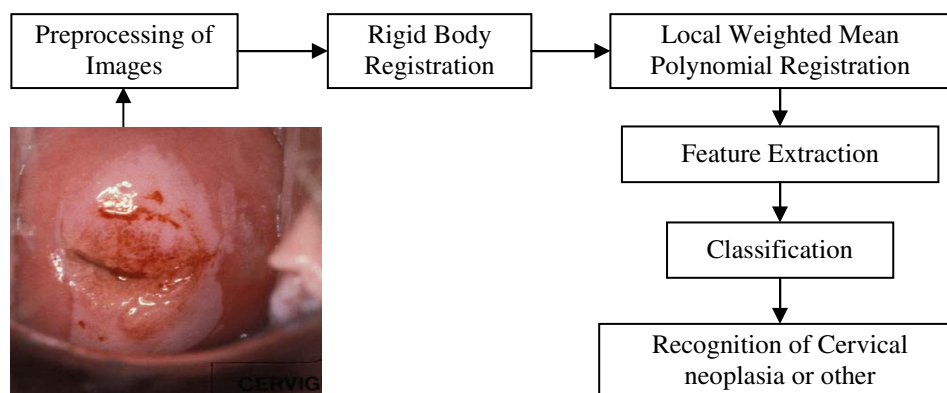 Preprocessing of
Images
Rigid Body
Registration
Local Weighted Mean
Polynomial Registration
Feature Extraction
Classification
Recognition of Cervical
neoplasia or other
CERVIG